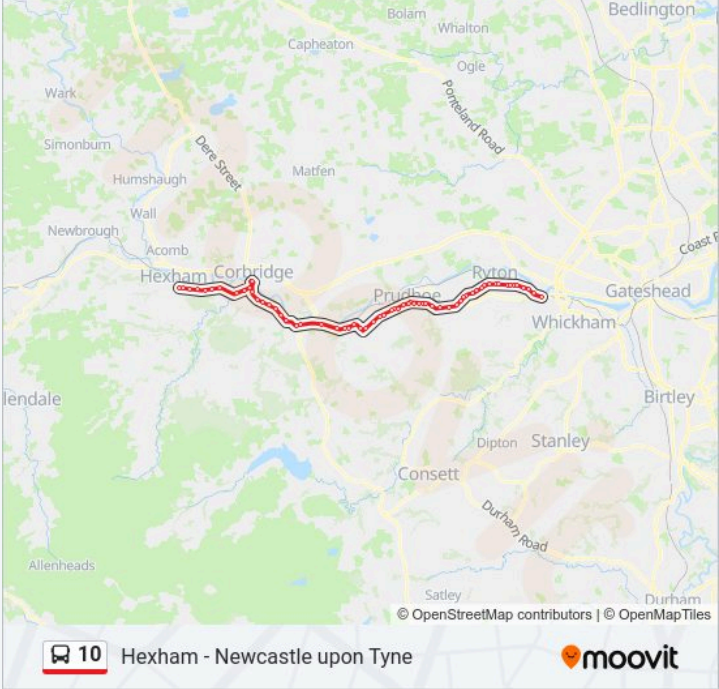 Bedlington
Bolam
Whalton
Capheaton
Ogle
Wark
Ponteland Road
Simonburn
Dere Street
Matfen
Humshaugh
Wall
Newbrough
Acomb
Coast R
Hexham
Corbridge
Ryton
Prudhoe
Gateshead
Whickham
lendale
Birtley
Dipton
Stanley
Consett
Durham Road
Allenheads
Satley
Durham
© OpenStreetMap contributors | © OpenMapTiles
10 Hexham - Newcastle upon Tyne
moovit